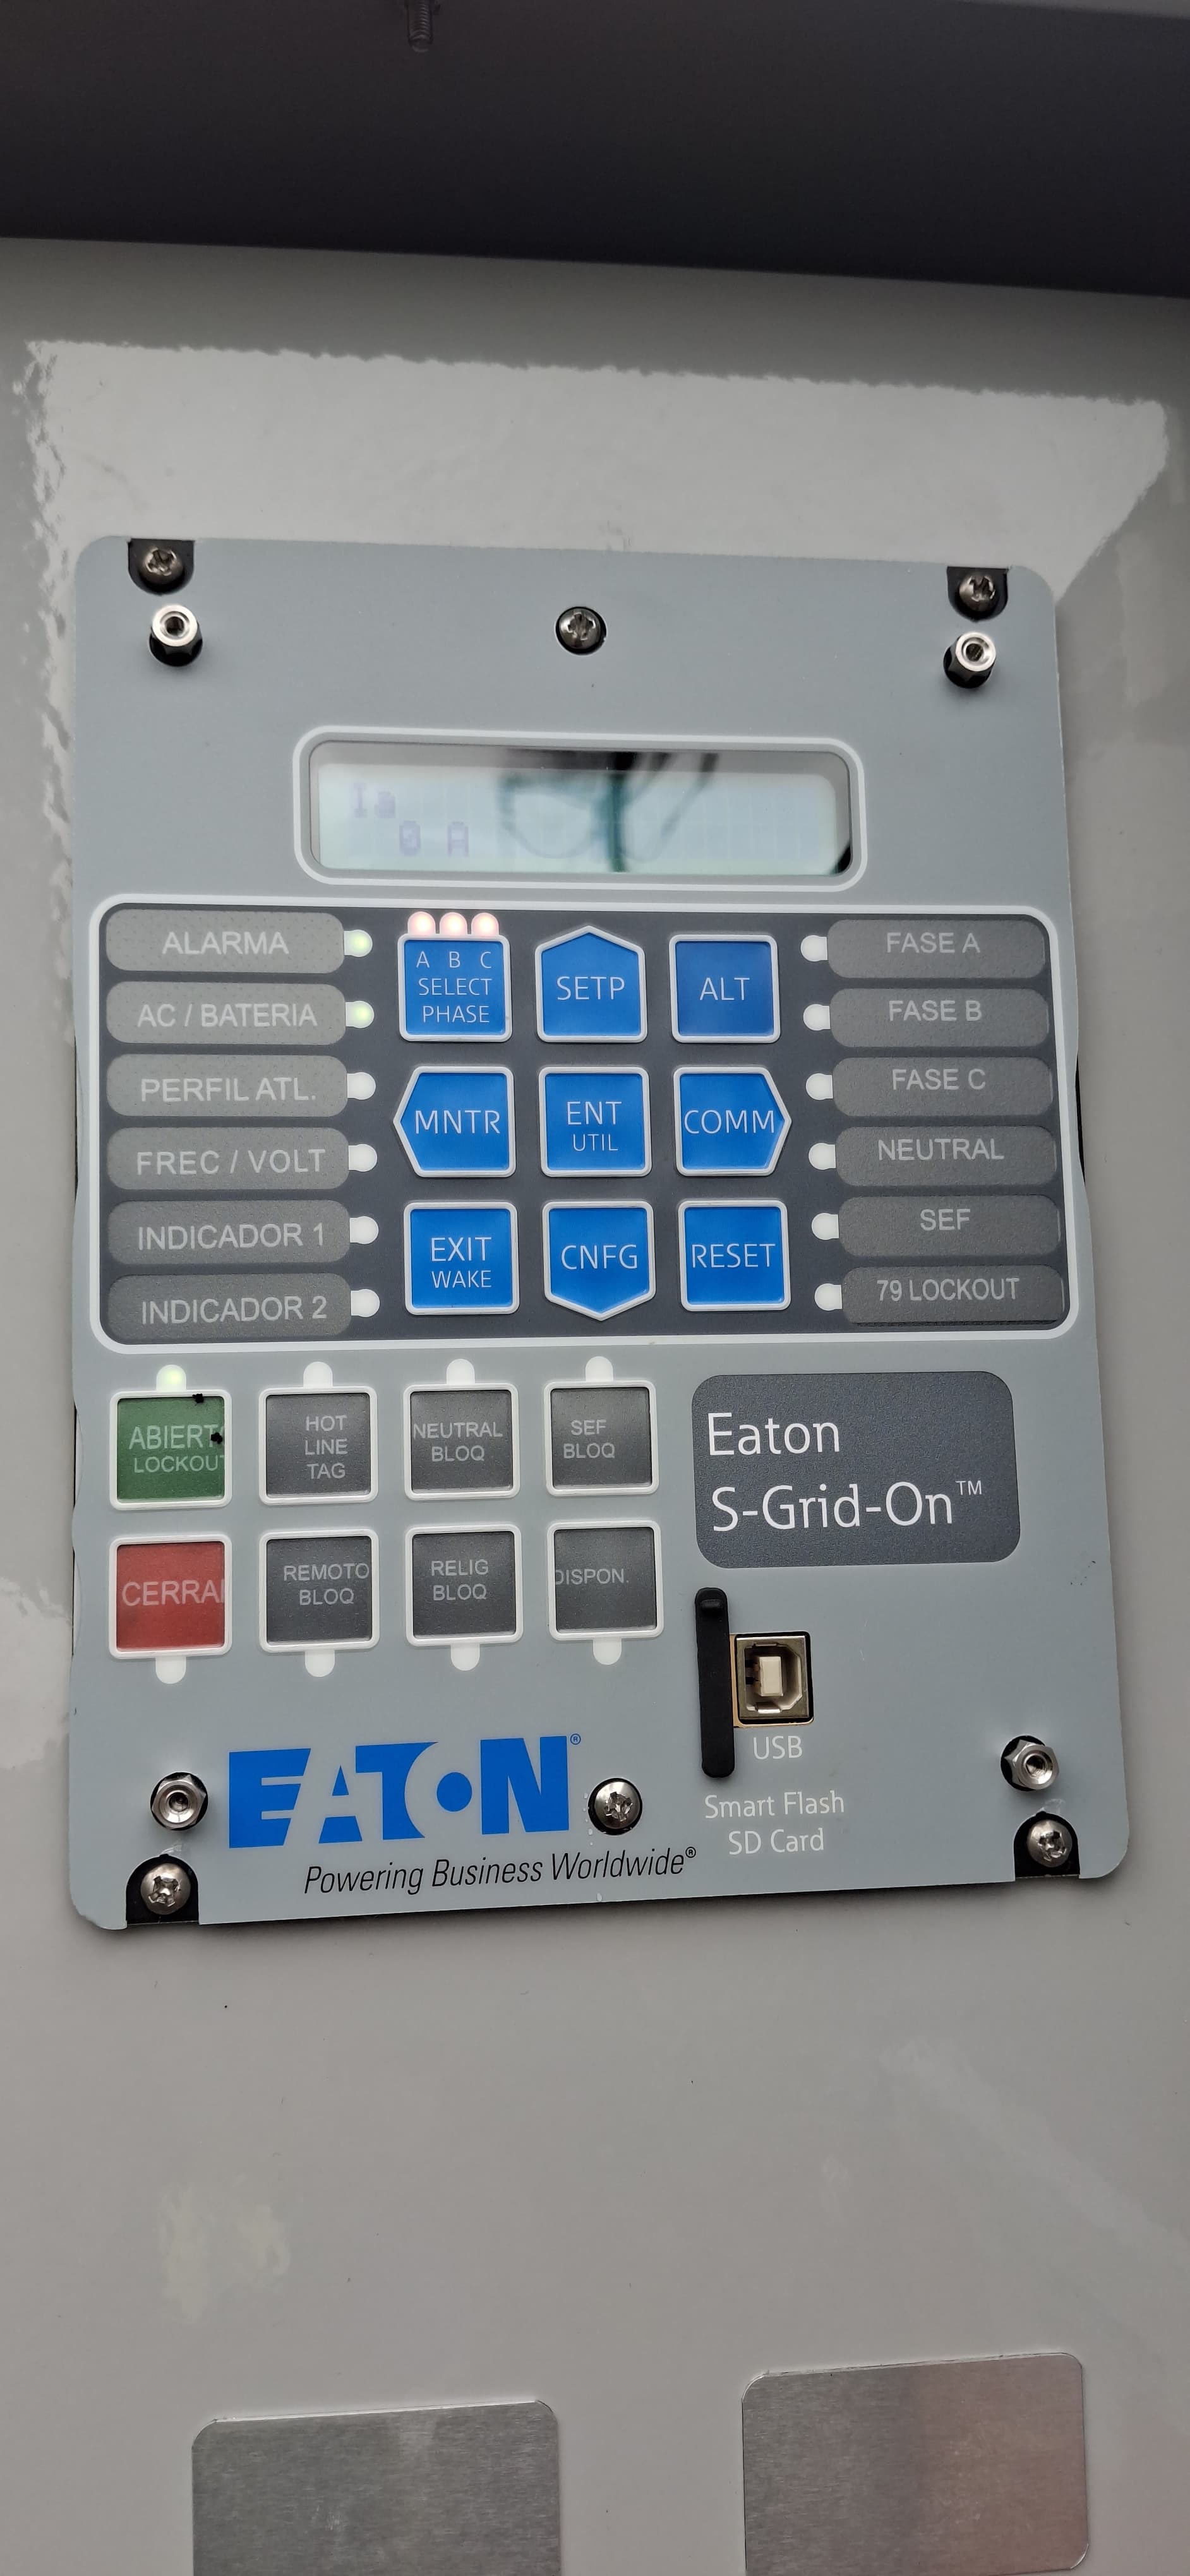 Ia
0 A
ALARMA
AC / BATERIA
PERFIL ATL.
FREC / VOLT
INDICADOR 1
INDICADOR 2
A B C
SELECT
PHASE
SETP
ALT
MNTR
ENT
UTIL
COMM
EXIT
WAKE
CNFG
RESET
FASE A
FASE B
FASE C
NEUTRAL
SEF
79 LOCKOUT
ABIERT
LOCKOUT
HOT
LINE
TAG
NEUTRAL
BLOQ
SEF
BLOQ
CERRA
REMOTO
BLOQ
RELIG
BLOQ
DISPON.
Eaton
S-Grid-On™
USB
Smart Flash
SD Card
EATON®
Powering Business Worldwide®